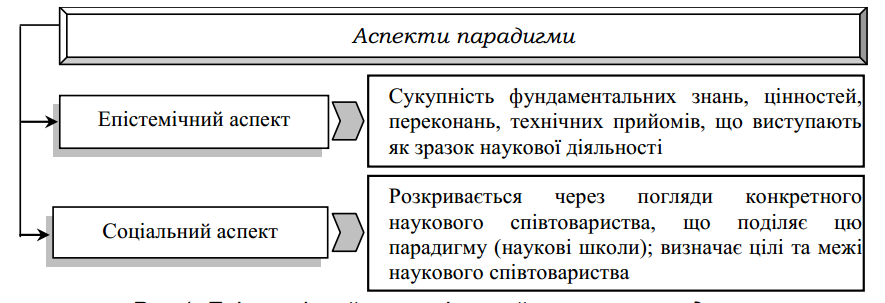 Аспекти парадигми
Епістемічний аспект
Сукупність фундаментальних знань, цінностей,
переконань, технічних прийомів, що виступають
як зразок наукової діяльності
Соціальний аспект
Розкривається через погляди конкретного
наукового співтовариства, що поділяє цю
парадигму (наукові школи); визначає цілі та межі
наукового співтовариства